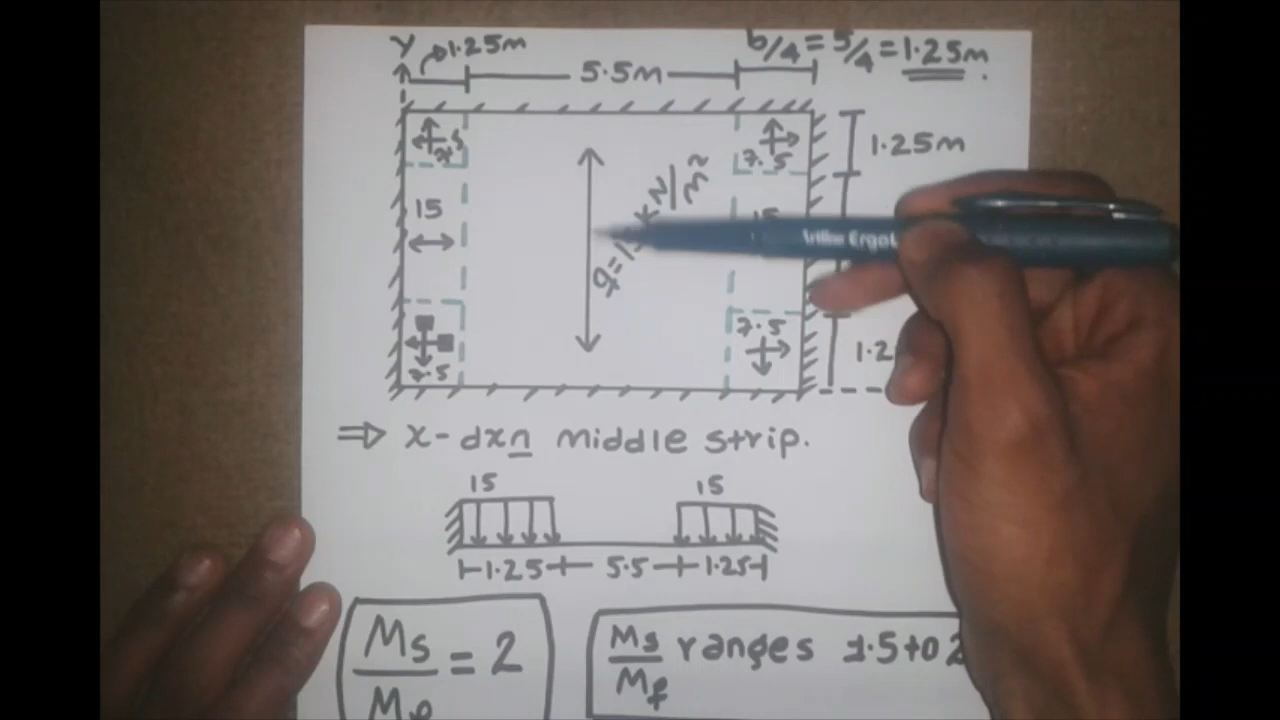 Y 1.25m 5.5m b/4 = 5/4 = 1.25m.
7.5 7.5 1.25m
15
7.5
7.5
⇒ x-dxn middle strip.
15 15
1.25 5.5 1.25
Ms/Mf = 2
Ms/Mf ranges 1.5 to 2